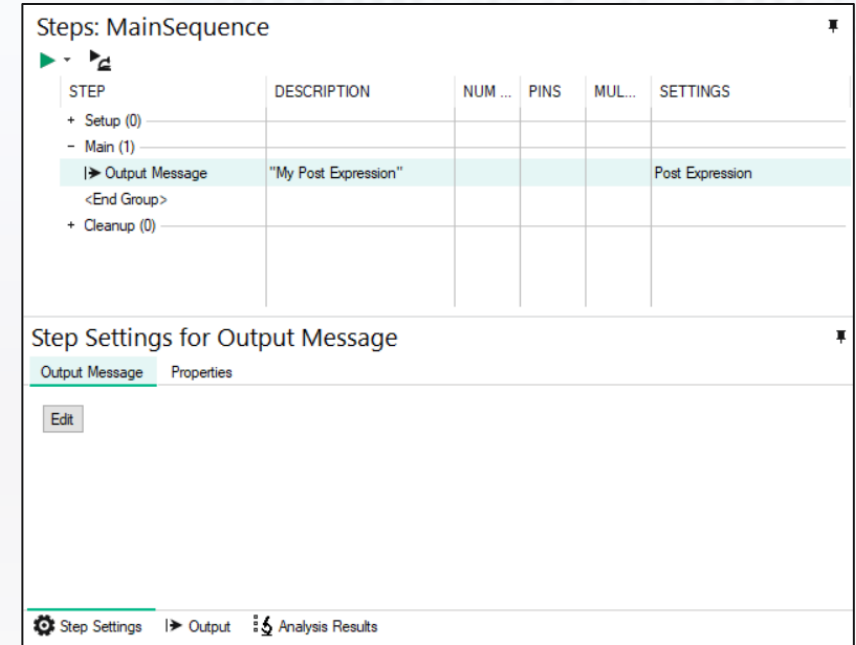 Steps: MainSequence
STEP DESCRIPTION NUM ... PINS MUL... SETTINGS
+ Setup (0)
− Main (1)
Output Message "My Post Expression" Post Expression
<End Group>
+ Cleanup (0)
Step Settings for Output Message
Output Message Properties
Edit
Step Settings Output Analysis Results